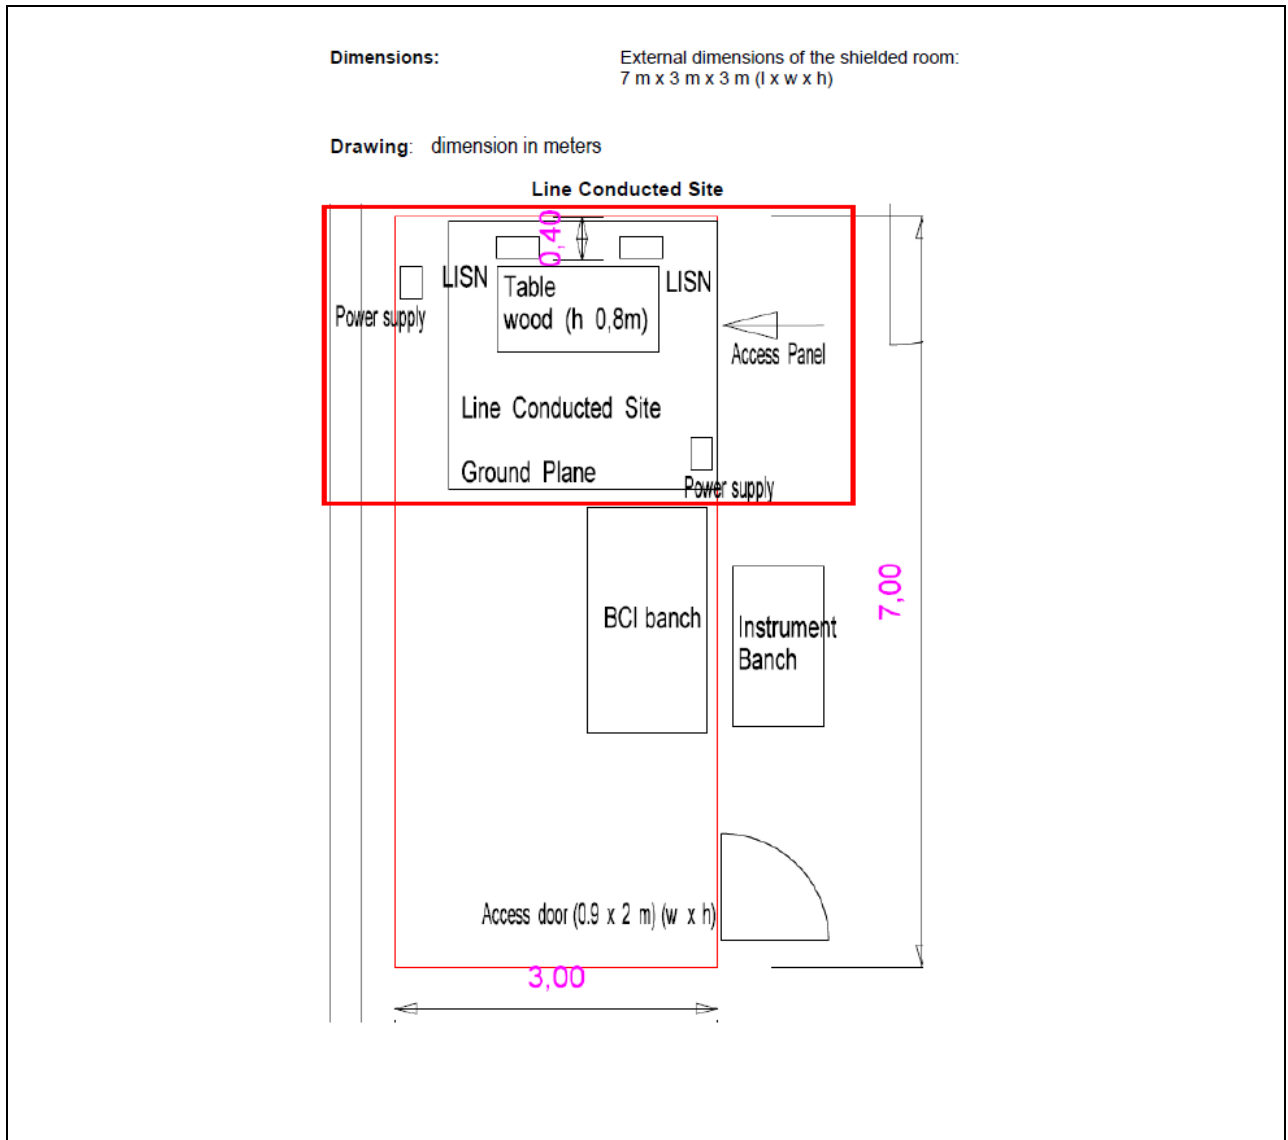 Dimensions: External dimensions of the shielded room:
7 m x 3 m x 3 m (l x w x h)
Drawing: dimension in meters
Line Conducted Site
0,40
LISN
Table
wood (h 0,8m)
LISN
Power supply
Access Panel
Line Conducted Site
Ground Plane
Power supply
BCI banch
Instrument
Banch
7,00
Access door (0.9 x 2 m) (w x h)
3,00